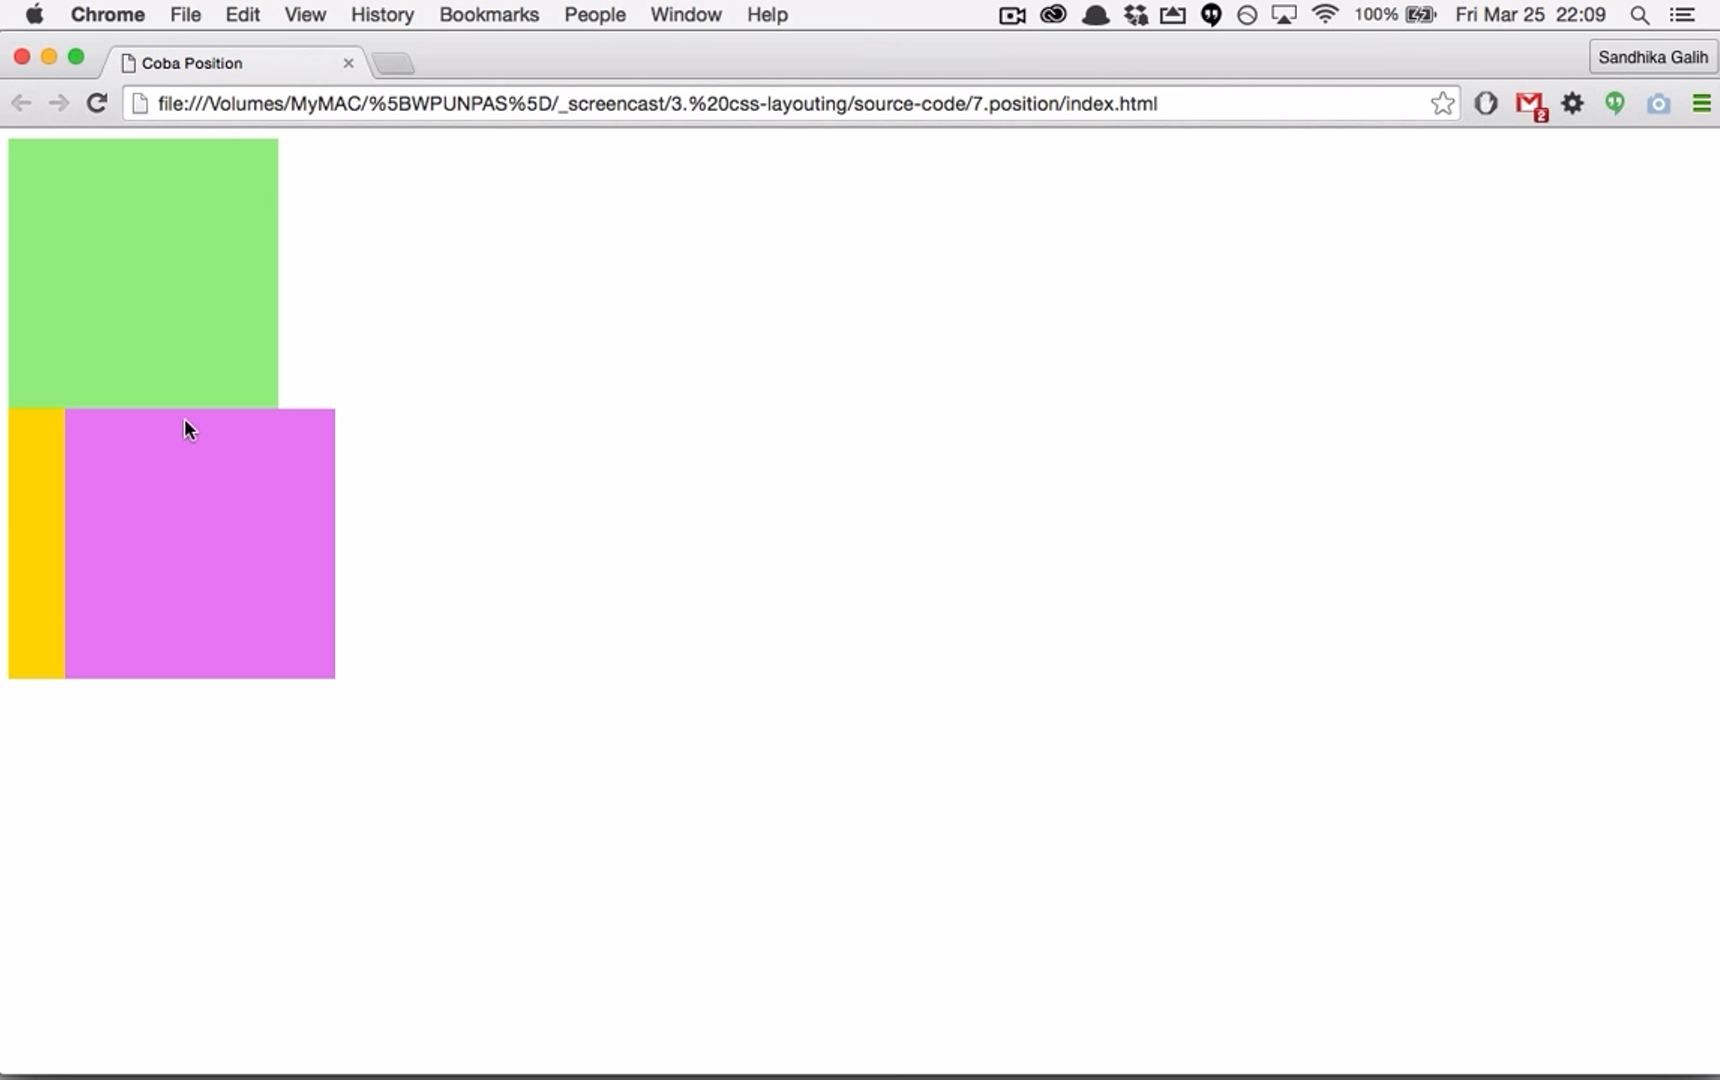 Chrome File Edit View History Bookmarks People Window Help 100% Fri Mar 25 22:09
Coba Position Sandhika Galih
file:///Volumes/MyMAC/%5BWPUNPAS%5D/_screencast/3.%20css-layouting/source-code/7.position/index.html 2